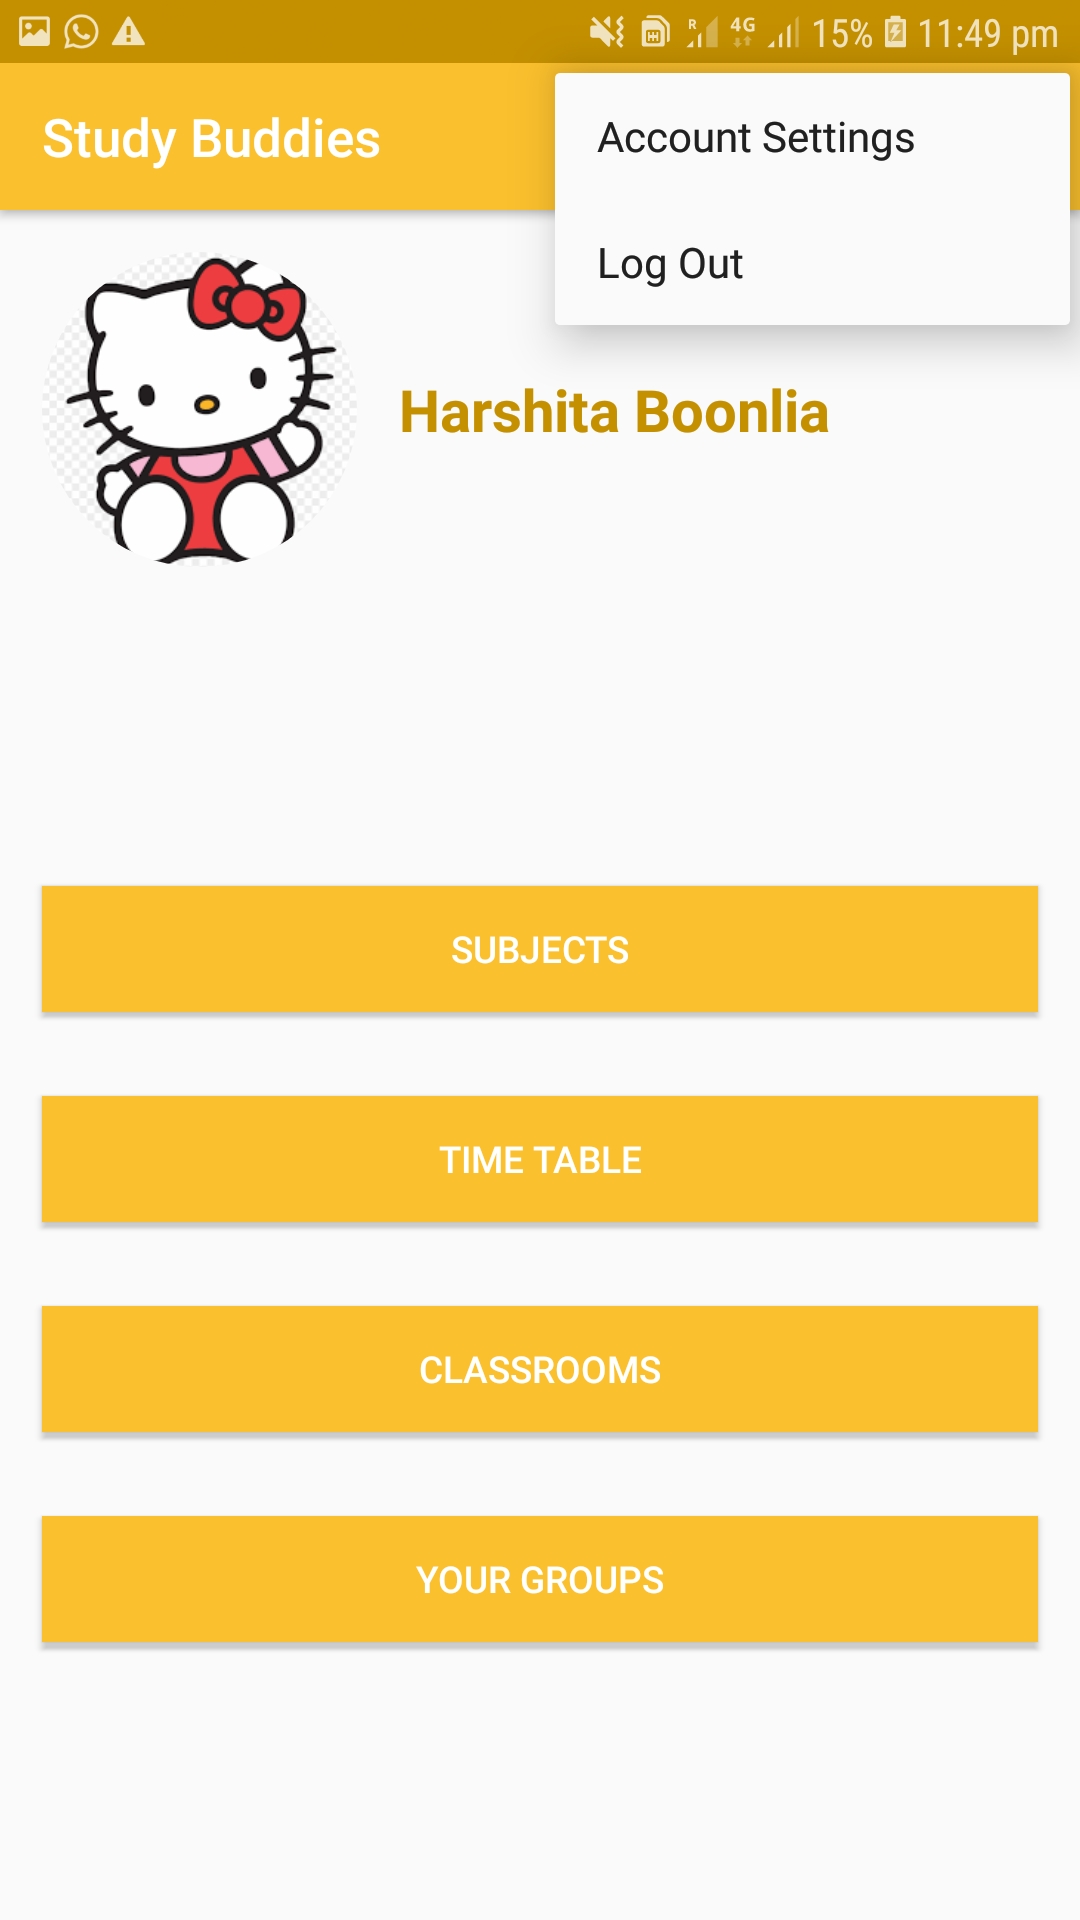 R 4G 15% 11:49 pm
Study Buddies
Account Settings
Log Out
Harshita Boonlia
SUBJECTS
TIME TABLE
CLASSROOMS
YOUR GROUPS